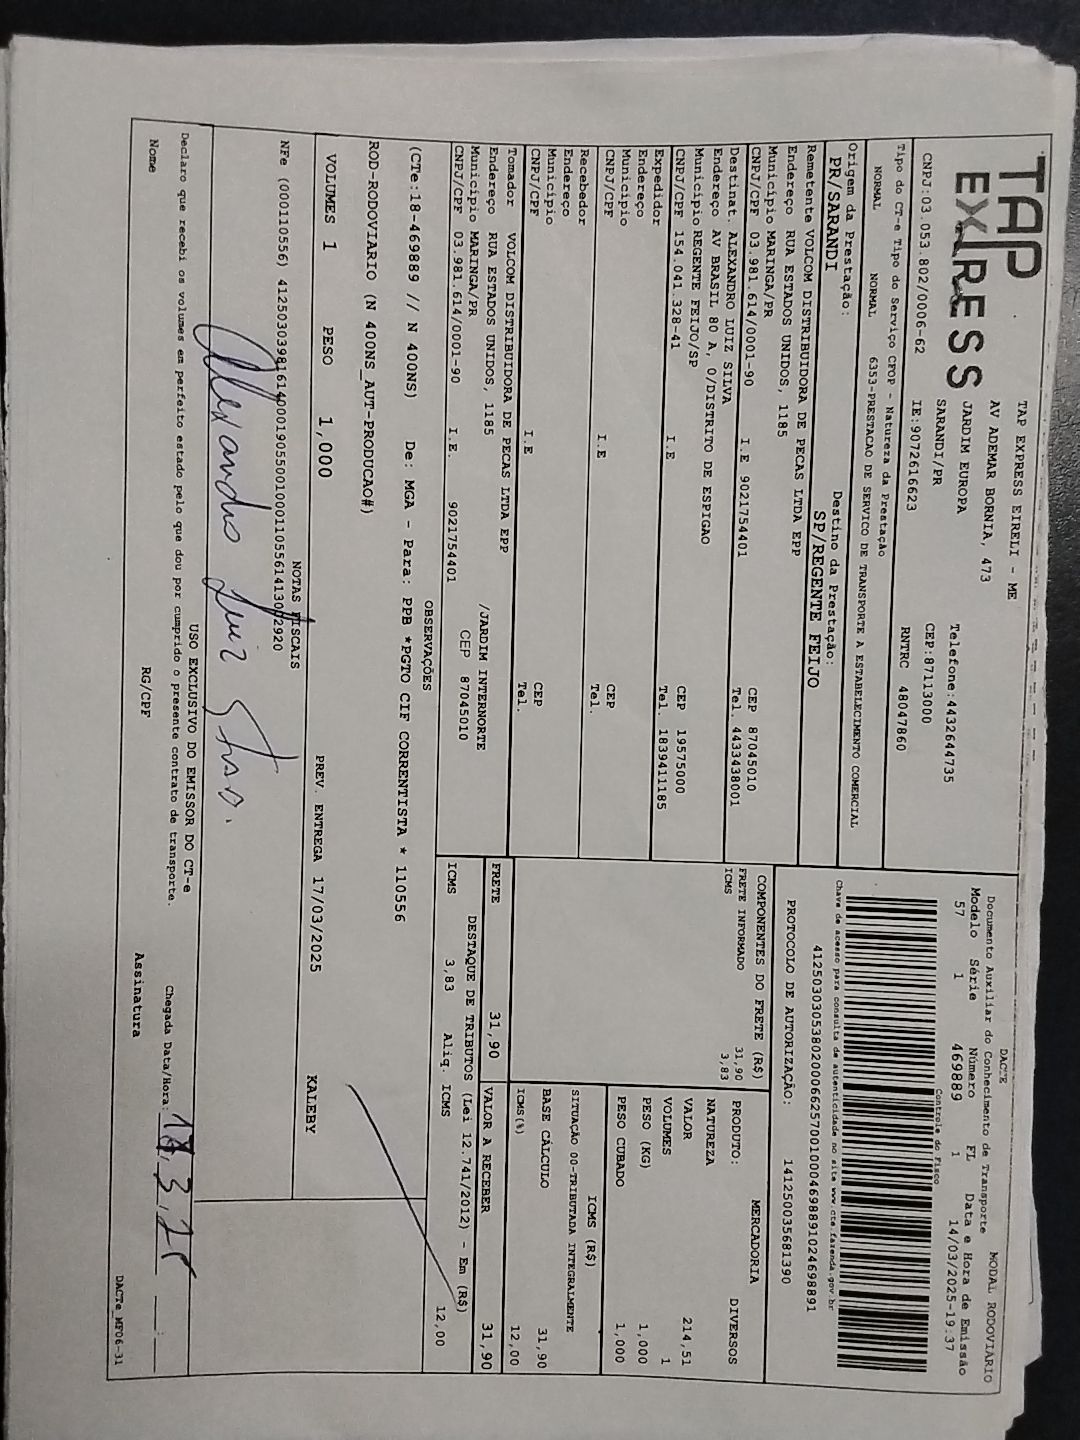 TAP
EXPRESS
TAP EXPRESS EIRELI - ME
AV ADEMAR BORNIA, 473
JARDIM EUROPA
SARANDI/PR
Telefone:4432644735
CEP:87113000
CNPJ:03.053.802/0006-62 IE:9072616623 RNTRC 48047860
Tipo do CT-e Tipo do Serviço CFOP - Natureza da Prestação
NORMAL NORMAL 6353-PRESTACAO DE SERVICO DE TRANSPORTE A ESTABELECIMENTO COMERCIAL
Origem da Prestação: Destino da Prestação:
PR/SARANDI SP/REGENTE FEIJO
DACTE MODAL RODOVIARIO
Documento Auxiliar do Conhecimento de Transporte
Modelo Série Número FL Data e Hora de Emissão
57 1 469889 1 14/03/2025-19:37
Controle do Fisco
Chave de acesso para consulta de autenticidade no site www.cte.fazenda.gov.br
41250303053802000662570010004698891024698891
PROTOCOLO DE AUTORIZAÇÃO: 141250035681390
Remetente VOLCOM DISTRIBUIDORA DE PECAS LTDA EPP
Endereço RUA ESTADOS UNIDOS, 1185
Município MARINGA/PR CEP 87045010
CNPJ/CPF 03.981.614/0001-90 I.E 9021754401 Tel. 4433438001
Destinat. ALEXANDRO LUIZ SILVA
Endereço AV BRASIL 80 A, 0/DISTRITO DE ESPIGAO
Município REGENTE FEIJO/SP CEP 19575000
CNPJ/CPF 154.041.328-41 I.E Tel. 1839411185
Expedidor
Endereço
Município CEP
CNPJ/CPF I.E Tel.
Recebedor
Endereço
Município CEP
CNPJ/CPF I.E Tel.
Tomador VOLCOM DISTRIBUIDORA DE PECAS LTDA EPP
Endereço RUA ESTADOS UNIDOS, 1185 /JARDIM INTERNORTE
Município MARINGA/PR CEP 87045010
CNPJ/CPF 03.981.614/0001-90 I.E. 9021754401
COMPONENTES DO FRETE (R$)
FRETE INFORMADO 31,90
ICMS 3,83
MERCADORIA
PRODUTO: DIVERSOS
NATUREZA
VALOR 214,51
VOLUMES 1
PESO (KG) 1,000
PESO CUBADO 1,000
ICMS (R$)
SITUAÇÃO 00-TRIBUTADA INTEGRALMENTE
BASE CÁLCULO 31,90
ICMS(%) 12,00
FRETE 31,90 VALOR A RECEBER 31,90
DESTAQUE DE TRIBUTOS (Lei 12.741/2012) - Em (R$)
ICMS 3,83 Aliq. ICMS 12,00
OBSERVAÇÕES
(CTe:18-469889 // N 400NS) De: MGA - Para: PPB *PGTO CIF CORRENTISTA * 110556
ROD-RODOVIARIO (N 400NS_AUT-PRODUCAO#)
VOLUMES 1 PESO 1,000 PREV. ENTREGA 17/03/2025 KALEBY
NOTAS FISCAIS
NFe (000110556) 41250303981614000190550010001105561413002920
Alexandro Luiz Silva.
USO EXCLUSIVO DO EMISSOR DO CT-e
Declaro que recebi os volumes em perfeito estado pelo que dou por cumprido o presente contrato de transporte.
Chegada Data/Hora: 17,3,25
Nome RG/CPF Assinatura
DACTe_MF06-31